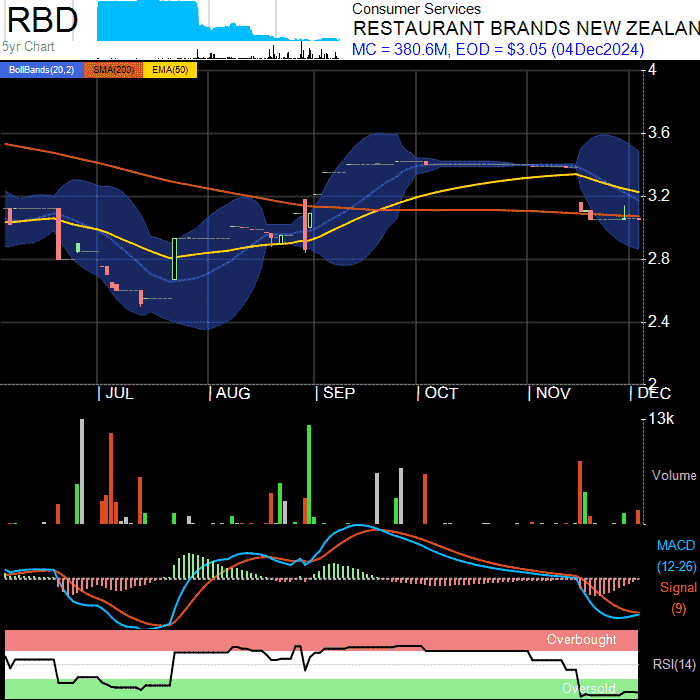 RBD
5yr Chart
Consumer Services
RESTAURANT BRANDS NEW ZEALAN
MC = 380.6M, EOD = $3.05 (04Dec2024)
BollBands(20,2) SMA(200) EMA(50)
4
3.6
3.2
2.8
2.4
2
| JUL | AUG | SEP | OCT | NOV | DEC
13k
Volume
MACD
(12-26)
Signal
(9)
Overbought
RSI(14)
Oversold